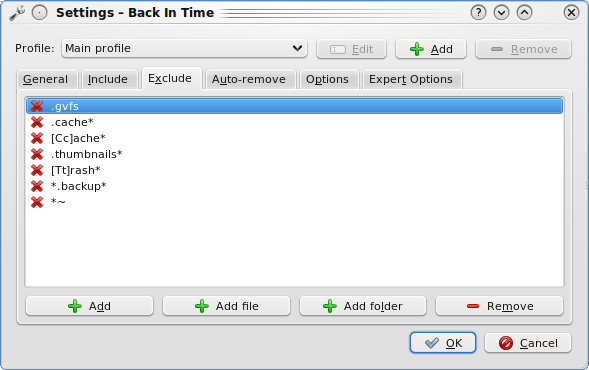 Settings – Back In Time
Profile: Main profile Edit Add Remove
General Include Exclude Auto-remove Options Expert Options
.gvfs
.cache*
[Cc]ache*
.thumbnails*
[Tt]rash*
*.backup*
*~
Add Add file Add folder Remove
OK Cancel